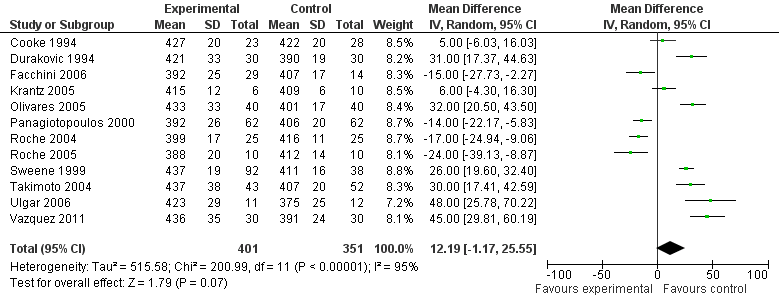 Experimental Control Mean Difference Mean Difference
Study or Subgroup Mean SD Total Mean SD Total Weight IV, Random, 95% CI IV, Random, 95% CI
Cooke 1994 427 20 23 422 20 28 8.5% 5.00 [-6.03, 16.03]
Durakovic 1994 421 33 30 390 19 30 8.3% 31.00 [17.37, 44.63]
Facchini 2006 392 25 29 407 17 14 8.4% -15.00 [-27.73, -2.27]
Krantz 2005 415 12 6 409 6 10 8.6% 6.00 [-4.30, 16.30]
Olivares 2005 433 33 40 401 17 40 8.5% 32.00 [20.50, 43.50]
Panagiotopoulos 2000 392 26 62 406 20 62 8.7% -14.00 [-22.17, -5.83]
Roche 2004 399 17 25 416 11 25 8.7% -17.00 [-24.94, -9.06]
Roche 2005 388 20 10 412 14 10 8.2% -24.00 [-39.13, -8.87]
Sweene 1999 437 19 92 411 16 38 8.8% 26.00 [19.60, 32.40]
Takimoto 2004 437 38 43 407 20 52 8.4% 30.00 [17.41, 42.59]
Ulgar 2006 423 29 11 375 25 12 7.4% 48.00 [25.78, 70.22]
Vazquez 2011 436 35 30 391 24 30 8.1% 45.00 [29.81, 60.19]
Total (95% CI) 401 351 100.0% 12.19 [-1.17, 25.55]
Heterogeneity: Tau² = 515.58; Chi² = 200.99, df = 11 (P < 0.00001); I² = 95%
Test for overall effect: Z = 1.79 (P = 0.07)
-100 -50 0 50 100
Favours experimental Favours control